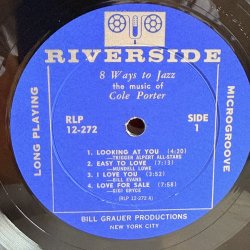 RIVERSIDE
8 Ways to Jazz
the music of
Cole Porter
RLP
12-272
SIDE
1
LONG PLAYING
MICROGROOVE
1. LOOKING AT YOU (4:20)
—TRIGGER ALPERT ALL-STARS
2. EASY TO LOVE (7:13)
—MUNDELL LOWE
3. I LOVE YOU (3:52)
—BILL EVANS
4. LOVE FOR SALE (7:58)
—GIGI GRYCE
(RLP 12-272 A)
BILL GRAUER PRODUCTIONS
NEW YORK CITY